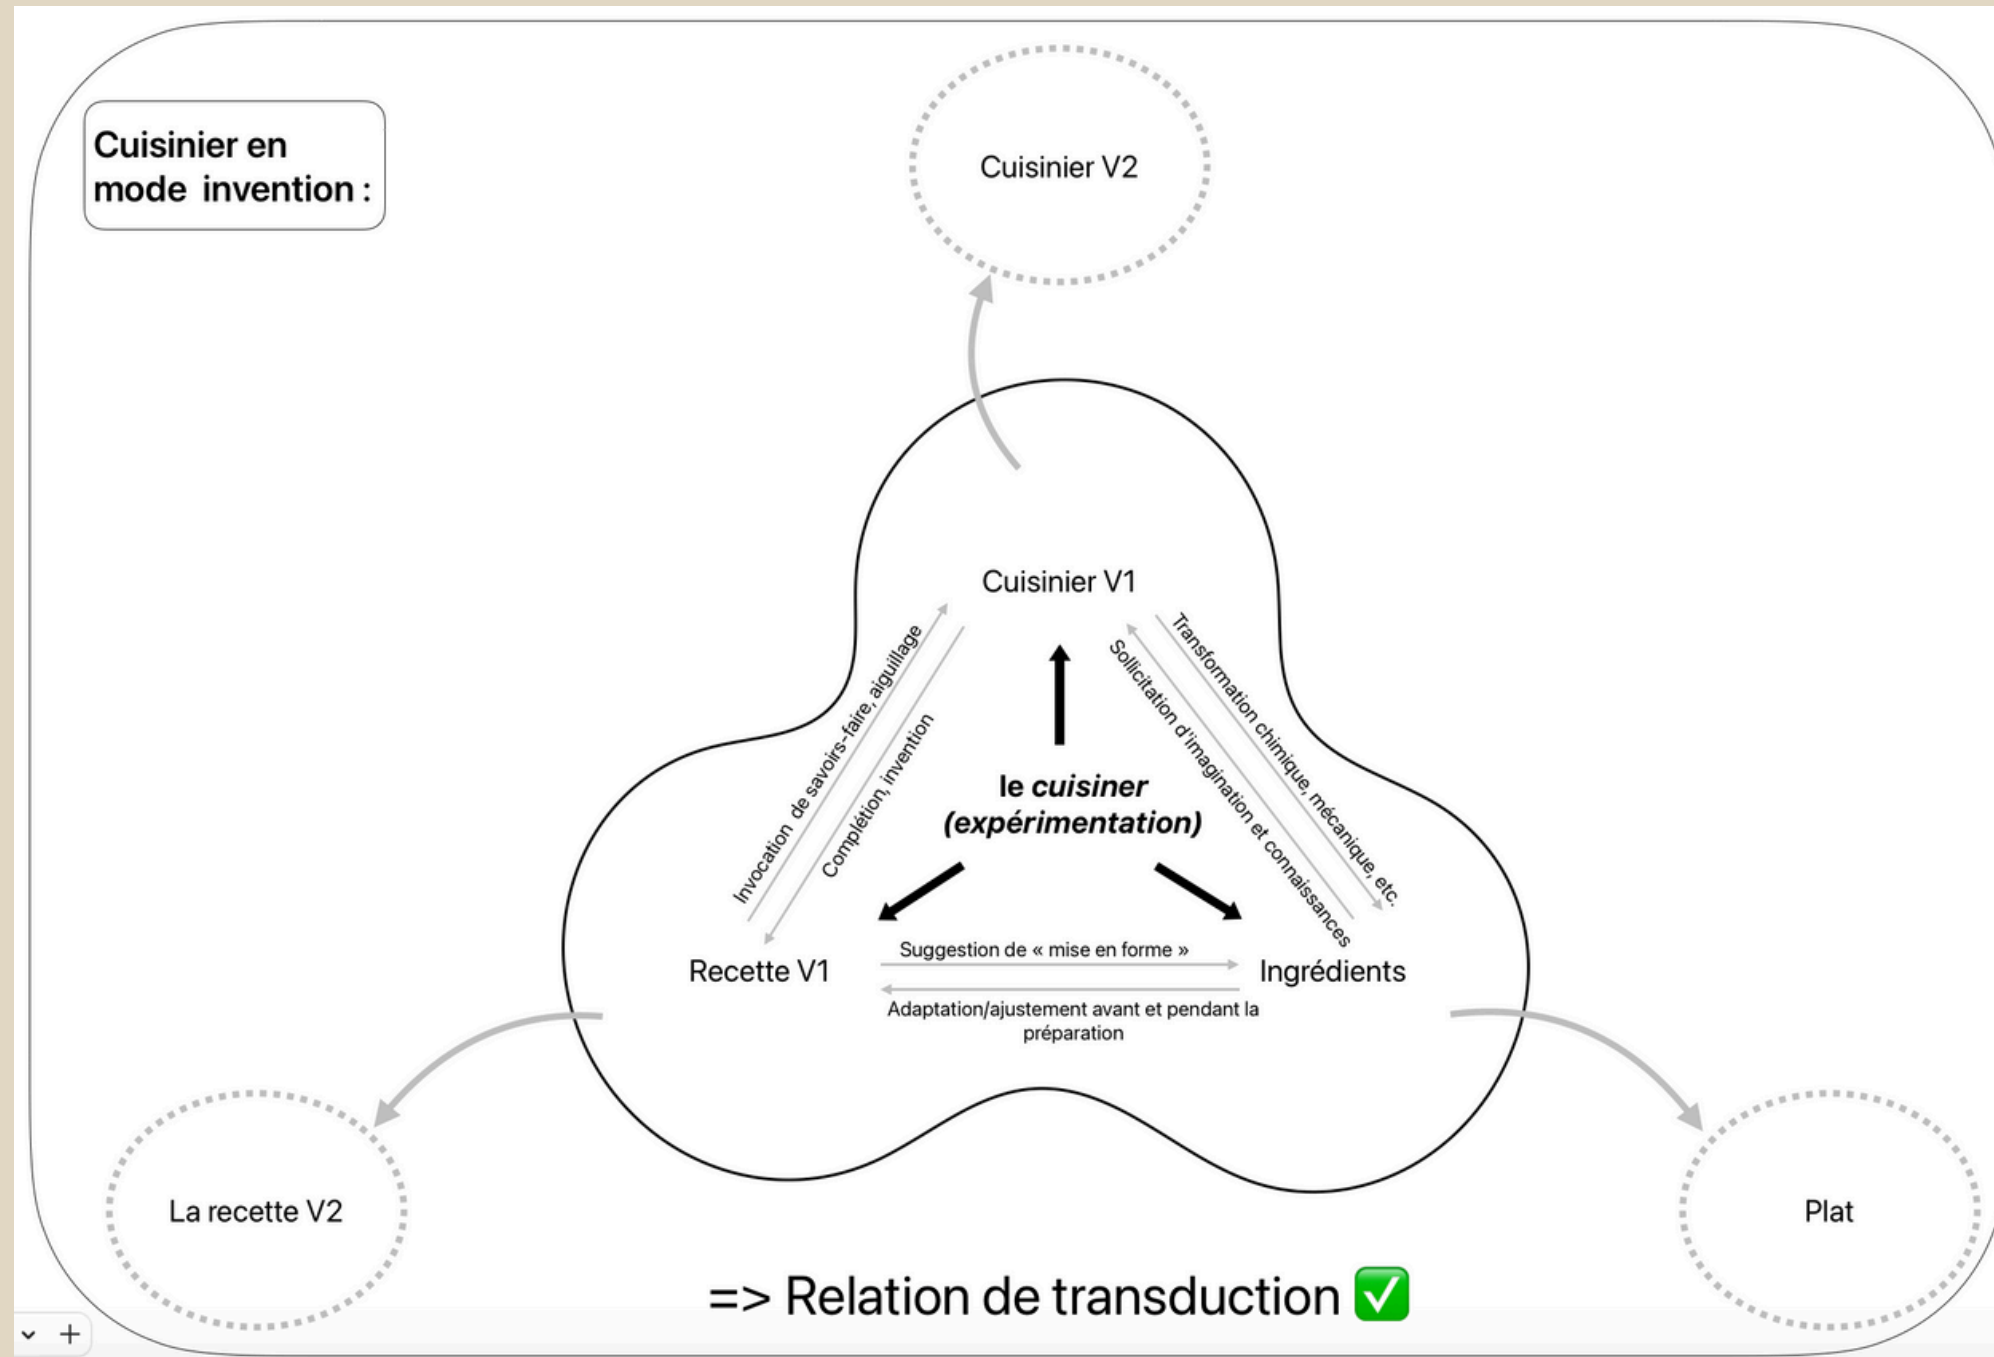 Cuisinier en
mode invention :
Cuisinier V2
Cuisinier V1
Invocation de savoirs-faire, aiguillage
Complétion, invention
Sollicitation d'imagination et connaissances
Transformation chimique, mécanique, etc.
le cuisiner
(expérimentation)
Recette V1
Suggestion de « mise en forme »
Ingrédients
Adaptation/ajustement avant et pendant la
préparation
La recette V2
Plat
=> Relation de transduction ✅